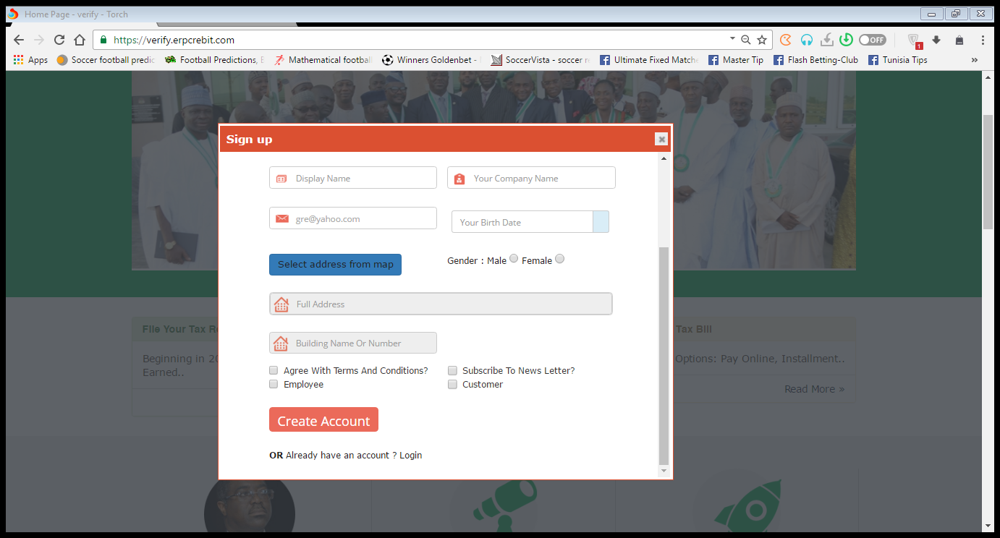 Home Page - verify - Torch
https://verify.erpcrebit.com
OFF
1
Apps
Soccer football predic
Football Predictions, E
Mathematical football
Winners Goldenbet -
SoccerVista - soccer re
Ultimate Fixed Matche
Master Tip
Flash Betting-Club
Tunisia Tips
»
Sign up
Display Name
Your Company Name
gre@yahoo.com
Your Birth Date
Select address from map
Gender : Male Female
Full Address
File Your Tax Re
Tax Bill
Building Name Or Number
Beginning in 20
Options: Pay Online, Installment..
Earned..
Agree With Terms And Conditions?
Subscribe To News Letter?
Employee
Customer
Read More »
Create Account
OR Already have an account ? Login